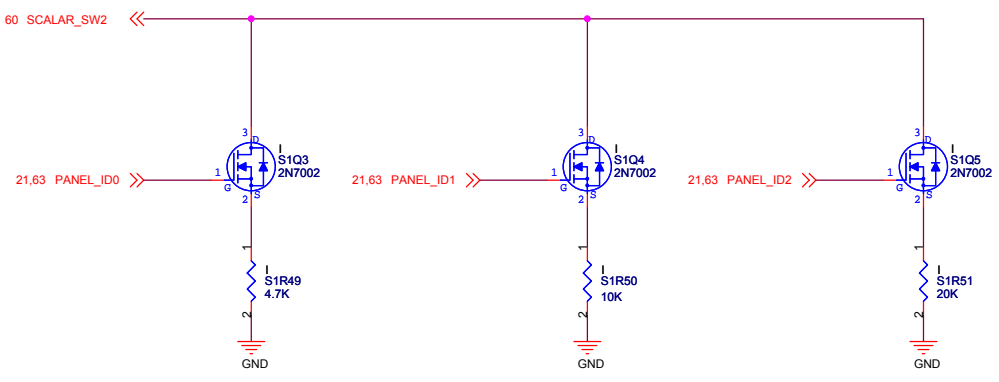 60 SCALAR_SW2
3 D
I
S1Q3
2N7002
21,63 PANEL_ID0
1
G
2 S
1
I
S1R49
4.7K
2
GND
3 D
I
S1Q4
2N7002
21,63 PANEL_ID1
1
G
2 S
1
I
S1R50
10K
2
GND
3 D
I
S1Q5
2N7002
21,63 PANEL_ID2
1
G
2 S
1
I
S1R51
20K
2
GND